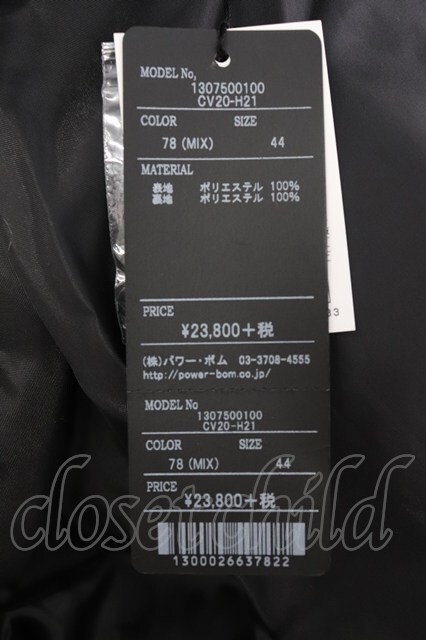 MODEL No,
1307500100
CV20-H21
COLOR SIZE
78 (MIX) 44
MATERIAL
表地 ポリエステル 100%
裏地 ポリエステル 100%
PRICE
¥23,800+税
(株)パワー・ボム 03-3708-4555
http://power-bom.co.jp/
MODEL No
1307500100
CV20-H21
COLOR SIZE
78 (MIX) 44
PRICE
¥23,800+税
1300026637822
closet child